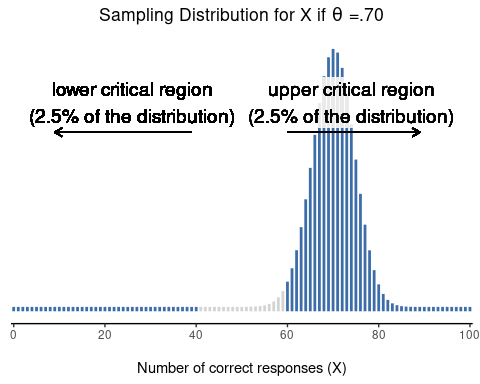 Sampling Distribution for X if θ =.70
lower critical region
(2.5% of the distribution)
upper critical region
(2.5% of the distribution)
0 20 40 60 80 100
Number of correct responses (X)